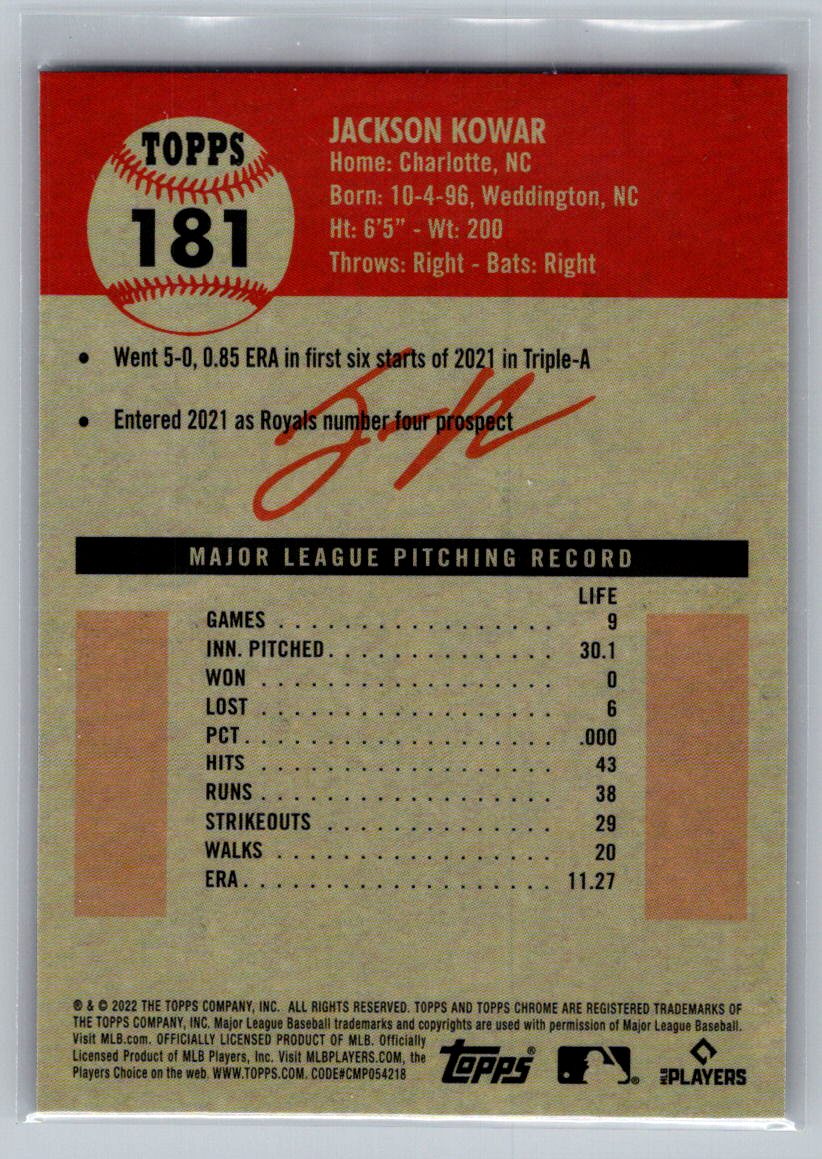 TOPPS
181
JACKSON KOWAR
Home: Charlotte, NC
Born: 10-4-96, Weddington, NC
Ht: 6'5" - Wt: 200
Throws: Right - Bats: Right
• Went 5-0, 0.85 ERA in first six starts of 2021 in Triple-A
• Entered 2021 as Royals number four prospect
MAJOR LEAGUE PITCHING RECORD
LIFE
GAMES . . . . . . . . . . . . . . . . . 9
INN. PITCHED. . . . . . . . . . . . . . 30.1
WON . . . . . . . . . . . . . . . . . . 0
LOST . . . . . . . . . . . . . . . . . . 6
PCT. . . . . . . . . . . . . . . . . . . .000
HITS . . . . . . . . . . . . . . . . . . 43
RUNS . . . . . . . . . . . . . . . . . . 38
STRIKEOUTS . . . . . . . . . . . . . . 29
WALKS . . . . . . . . . . . . . . . . . 20
ERA. . . . . . . . . . . . . . . . . . . 11.27
® & © 2022 THE TOPPS COMPANY, INC. ALL RIGHTS RESERVED. TOPPS AND TOPPS CHROME ARE REGISTERED TRADEMARKS OF
THE TOPPS COMPANY, INC. Major League Baseball trademarks and copyrights are used with permission of Major League Baseball.
Visit MLB.com. OFFICIALLY LICENSED PRODUCT OF MLB. Officially
Licensed Product of MLB Players, Inc. Visit MLBPLAYERS.COM, the
Players Choice on the web. WWW.TOPPS.COM. CODE#CMP054218
topps®
®
MLB PLAYERS